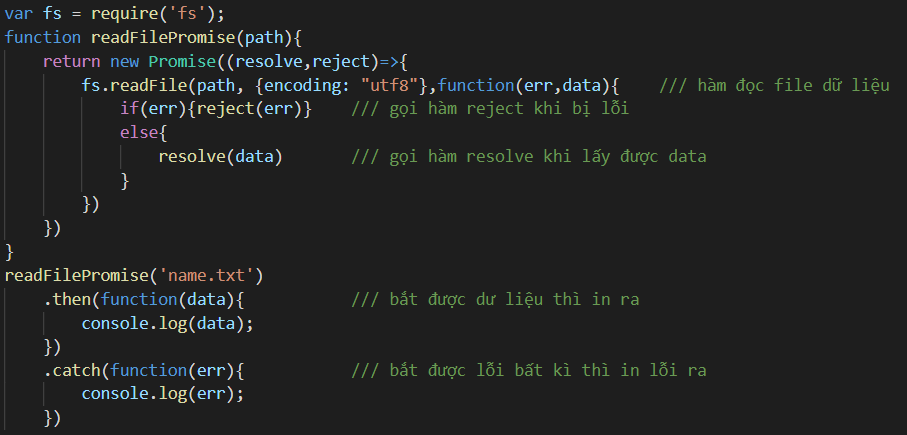 var fs = require('fs');
function readFilePromise(path){
    return new Promise((resolve,reject)=>{
        fs.readFile(path, {encoding: "utf8"},function(err,data){    /// hàm đọc file dữ liệu
            if(err){reject(err)}    /// gọi hàm reject khi bị lỗi
            else{
                resolve(data)       /// gọi hàm resolve khi lấy được data
            }
        })
    })
}
readFilePromise('name.txt')
    .then(function(data){           /// bắt được dư liệu thì in ra
        console.log(data);
    })
    .catch(function(err){           /// bắt được lỗi bất kì thì in lỗi ra
        console.log(err);
    })